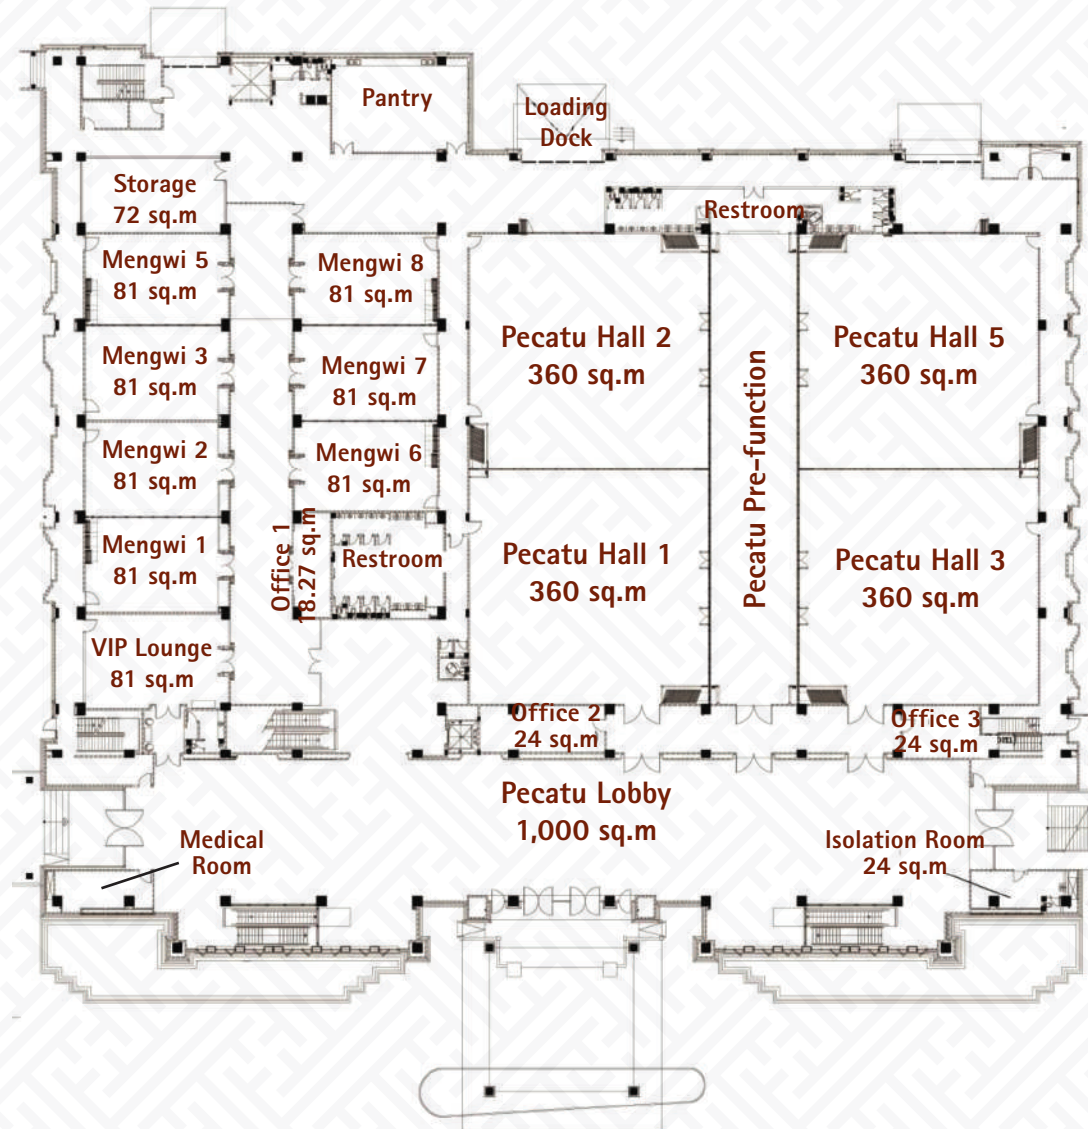 Pantry
Loading
Dock
Storage
72 sq.m
Restroom
Mengwi 5
81 sq.m
Mengwi 8
81 sq.m
Pecatu Hall 2
360 sq.m
Pecatu Hall 5
360 sq.m
Mengwi 3
81 sq.m
Mengwi 7
81 sq.m
Pecatu Pre-function
Mengwi 2
81 sq.m
Mengwi 6
81 sq.m
Mengwi 1
81 sq.m
Office 1
18.27 sq.m
Restroom
Pecatu Hall 1
360 sq.m
Pecatu Hall 3
360 sq.m
VIP Lounge
81 sq.m
Office 2
24 sq.m
Office 3
24 sq.m
Pecatu Lobby
1,000 sq.m
Medical
Room
Isolation Room
24 sq.m